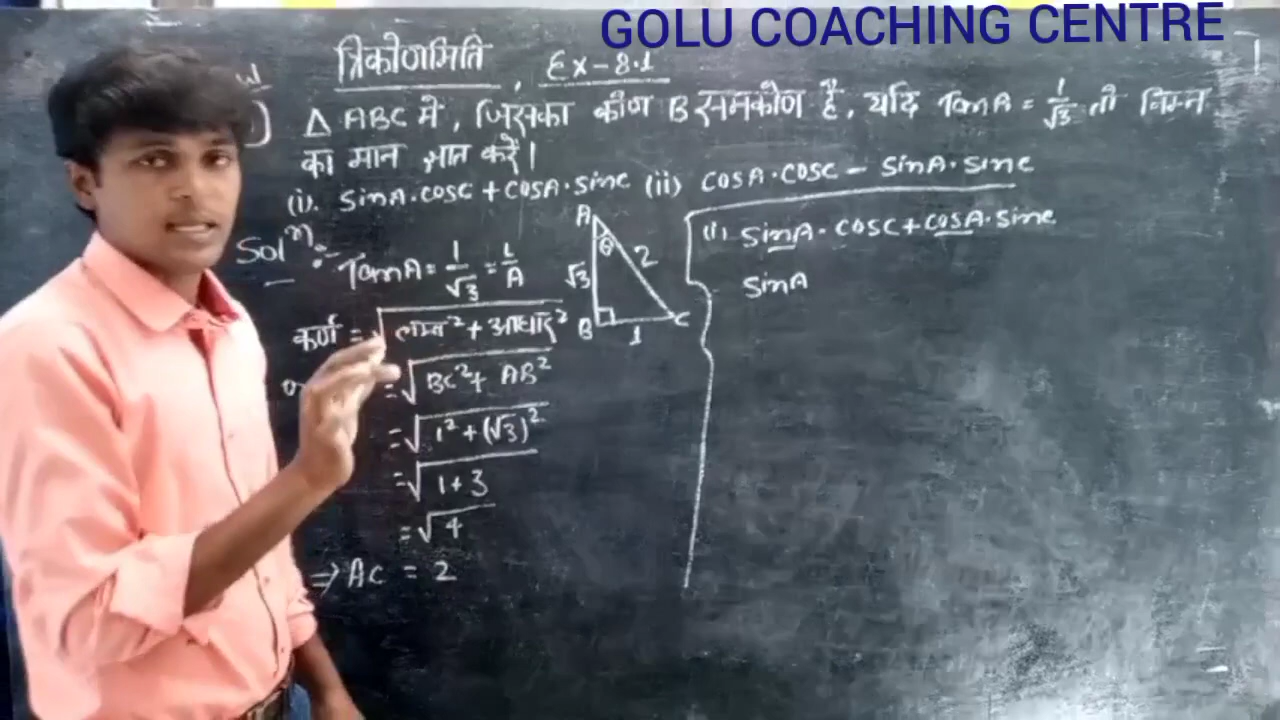 GOLU COACHING CENTRE
त्रिकोणमिति , Ex-8.1
Δ ABC में, जिसका कोण B समकोण है, यदि TanA = 1/√3 तो निम्न
का मान ज्ञात करें।
(i). SinA.cosC + cosA.sinC (ii) cosA.cosC - SinA.sinC
Solⁿ:-
TanA = 1/√3 = L/A
कर्ण = √लम्ब² + आधार²
= √BC² + AB²
= √1² + (√3)²
= √1+3
= √4
⇒ AC = 2
A
θ
√3
2
B
1
C
(i) SinA.cosC + cosA.sinC
SinA